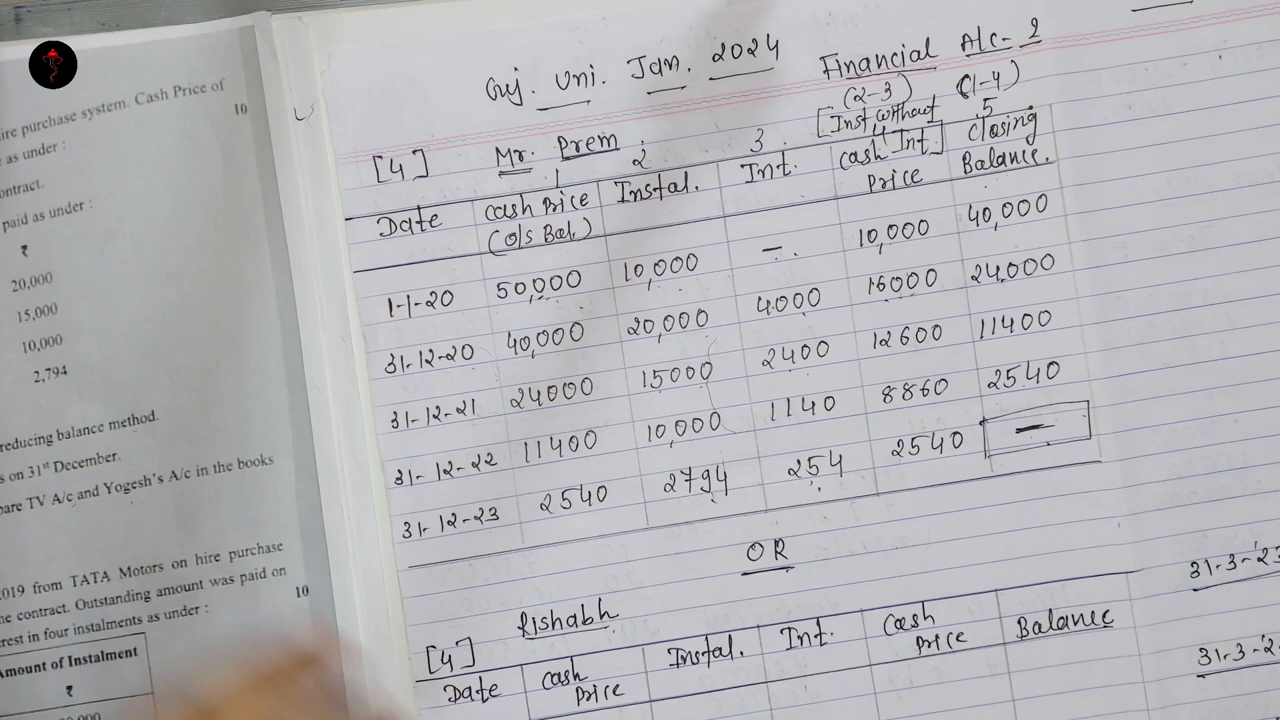 ire purchase system. Cash Price of
10
as under :
ontract.
paid as under :
₹
20,000
15,000
10,000
2,794
reducing balance method.
s on 31st December.
pare TV A/c and Yogesh's A/c in the books
2019 from TATA Motors on hire purchase
he contract. Outstanding amount was paid on
erest in four instalments as under :
10
Amount of Instalment
₹
Guj. Uni. Jan. 2024 Financial A/C-2
[4] Mr. Prem
(2-3) (1-4)
[Inst without Int.]
1 2 3 4 5
Date Cash Price (O/S Bal.) Instal. Int. Cash Price Closing Balance.
1-1-20 50,000 10,000 — 10,000 40,000
31-12-20 40,000 20,000 4000 16000 24,000
31-12-21 24000 15000 2400 12600 11400
31-12-22 11400 10,000 1140 8860 2540
31-12-23 2540 2794 254 2540 —
OR
[4] Rishabh
Date Cash Price Instal. Int. Cash Price Balance
31-3-23